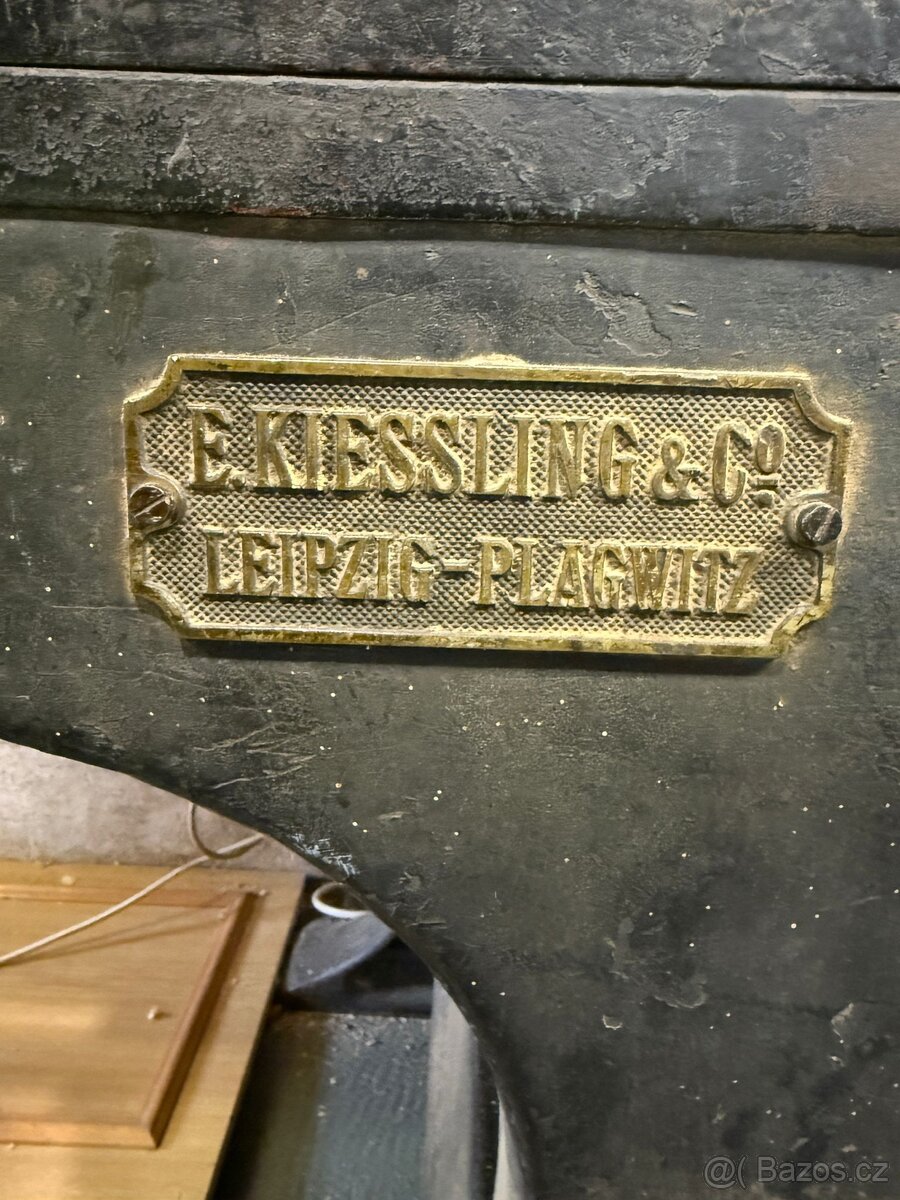 E. KIESSLING & Cº
LEIPZIG-PLAGWITZ
@( Bazos.cz